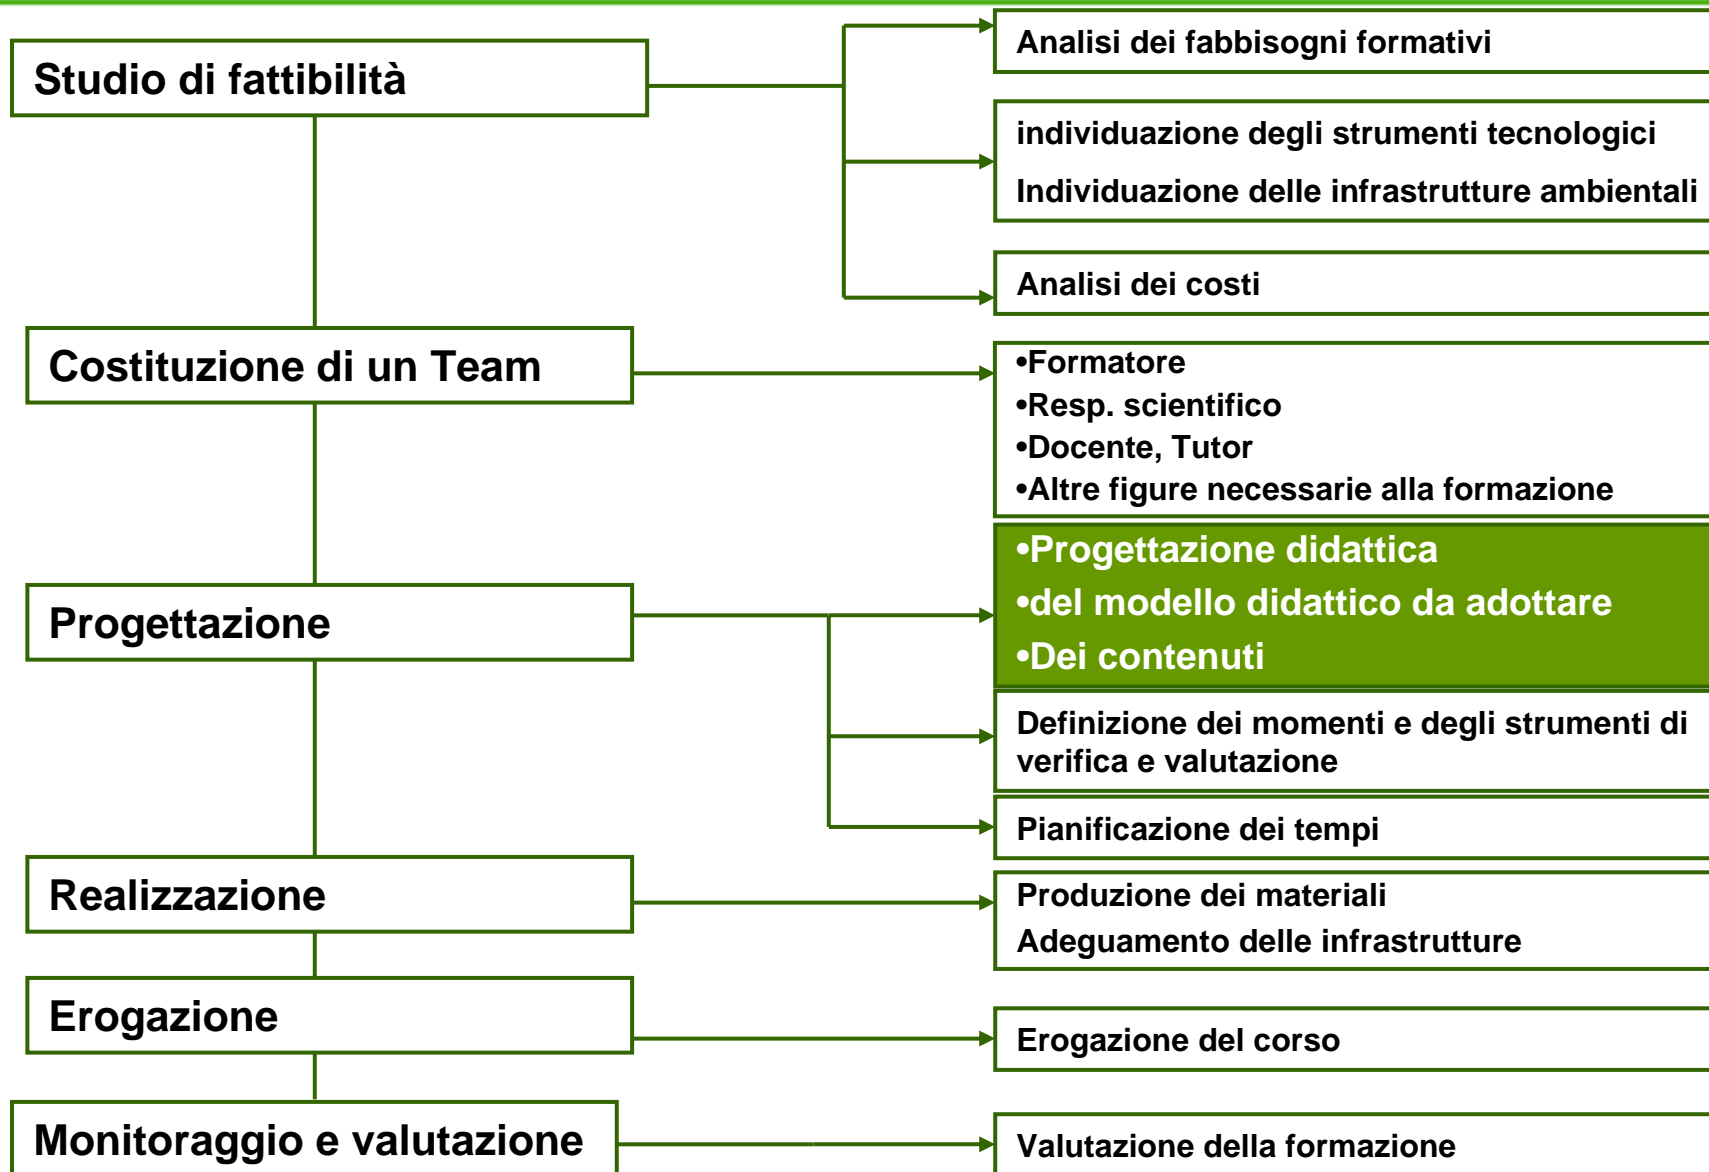 Studio di fattibilità
Analisi dei fabbisogni formativi
individuazione degli strumenti tecnologici
Individuazione delle infrastrutture ambientali
Analisi dei costi
Costituzione di un Team
•Formatore
•Resp. scientifico
•Docente, Tutor
•Altre figure necessarie alla formazione
Progettazione
•Progettazione didattica
•del modello didattico da adottare
•Dei contenuti
Definizione dei momenti e degli strumenti di
verifica e valutazione
Pianificazione dei tempi
Realizzazione
Produzione dei materiali
Adeguamento delle infrastrutture
Erogazione
Erogazione del corso
Monitoraggio e valutazione
Valutazione della formazione